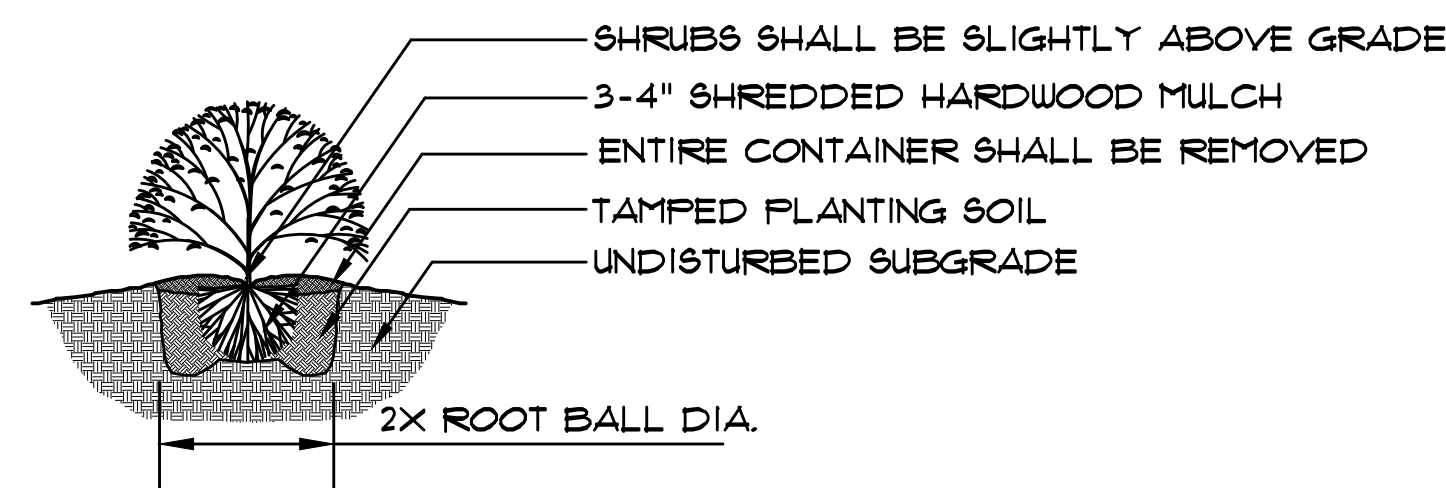 SHRUBS SHALL BE SLIGHTLY ABOVE GRADE
3-4" SHREDDED HARDWOOD MULCH
ENTIRE CONTAINER SHALL BE REMOVED
TAMPED PLANTING SOIL
UNDISTURBED SUBGRADE
2X ROOT BALL DIA.